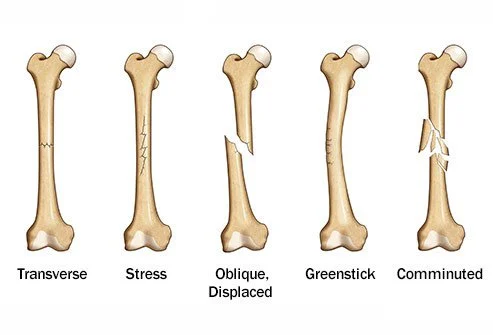 Transverse
Stress
Oblique,
Displaced
Greenstick
Comminuted